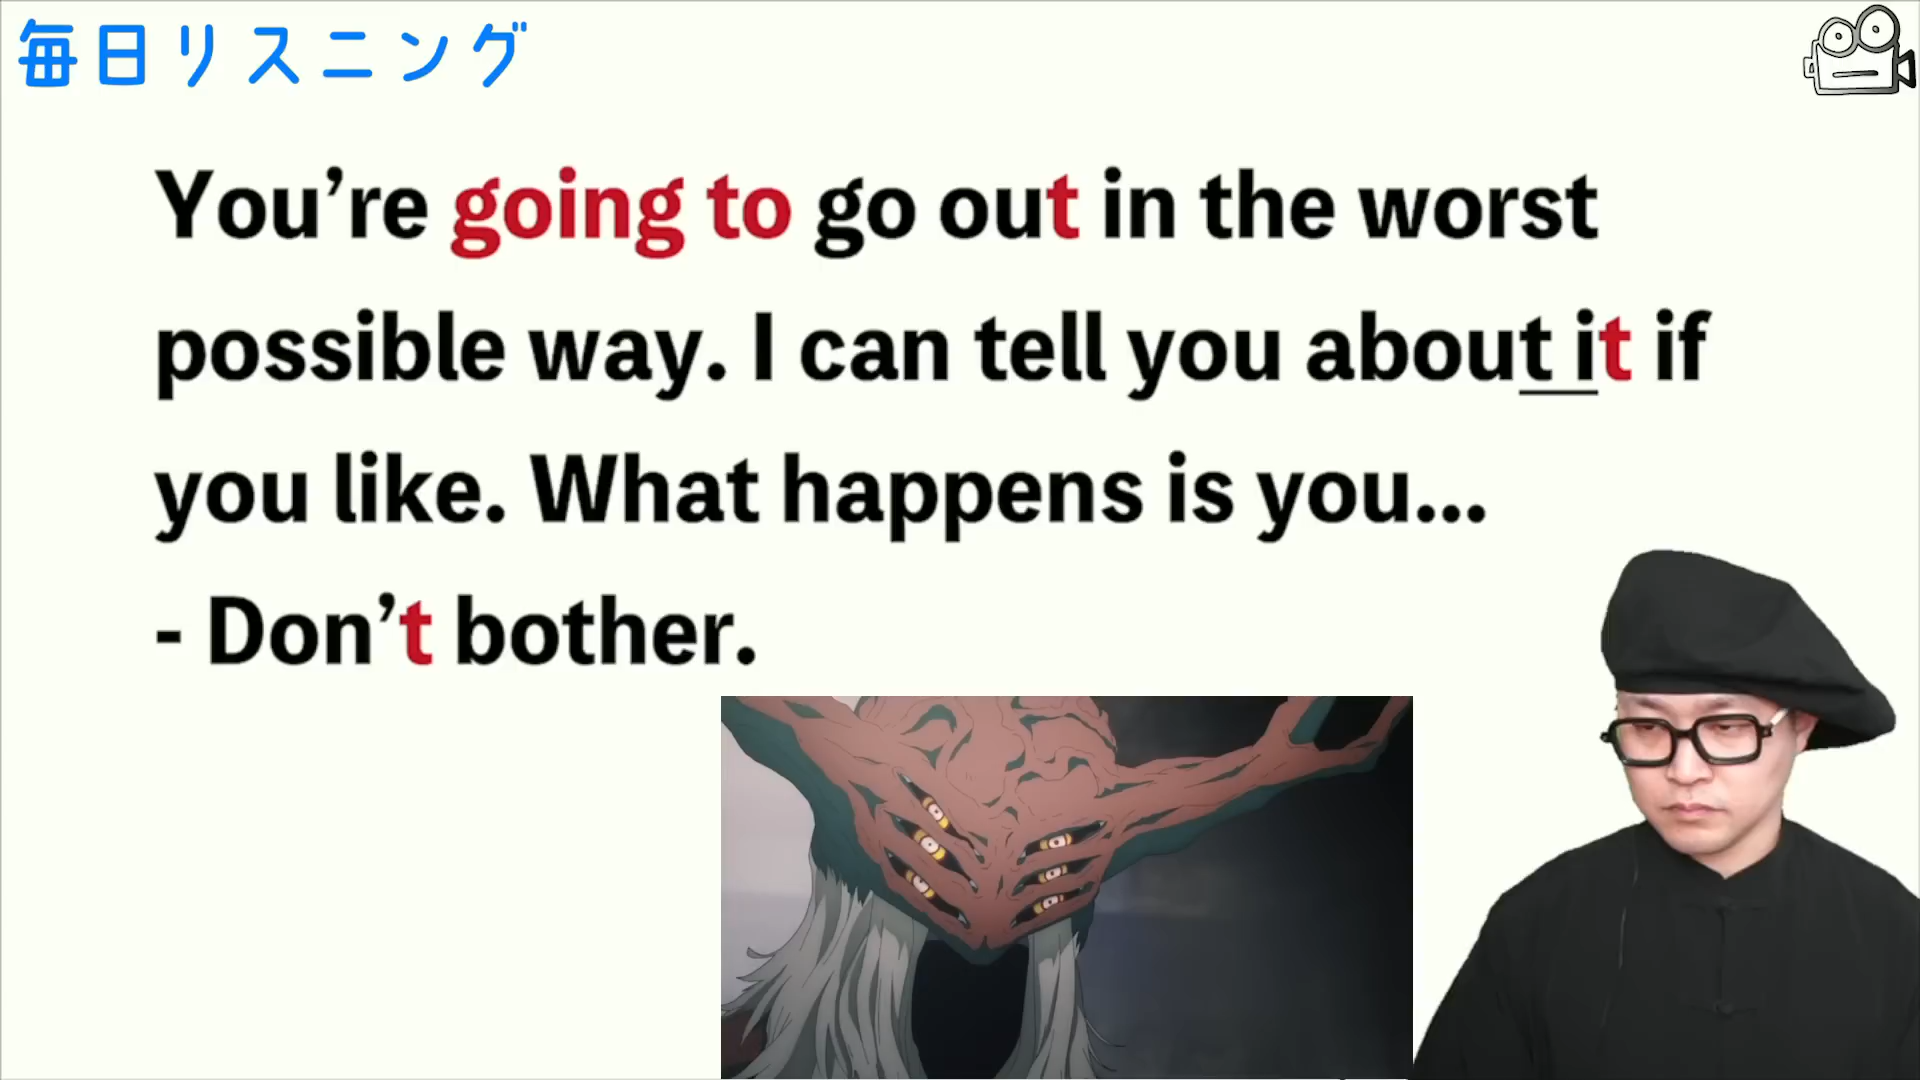 毎日リスニング
You’re going to go out in the worst
possible way. I can tell you about it if
you like. What happens is you...
- Don’t bother.